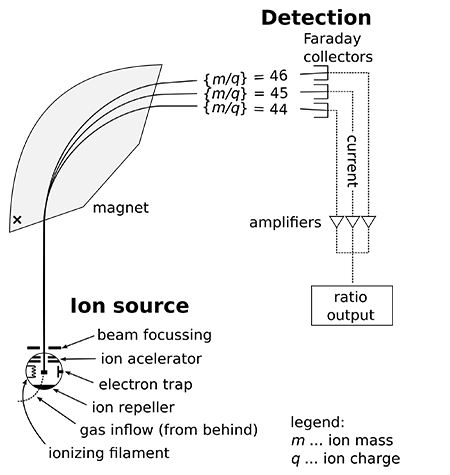 Detection
Faraday
collectors
{m/q} = 46
{m/q} = 45
{m/q} = 44
current
magnet
amplifiers
ratio
output
Ion source
beam focussing
ion acelerator
electron trap
ion repeller
gas inflow (from behind)
ionizing filament
legend:
m ... ion mass
q ... ion charge